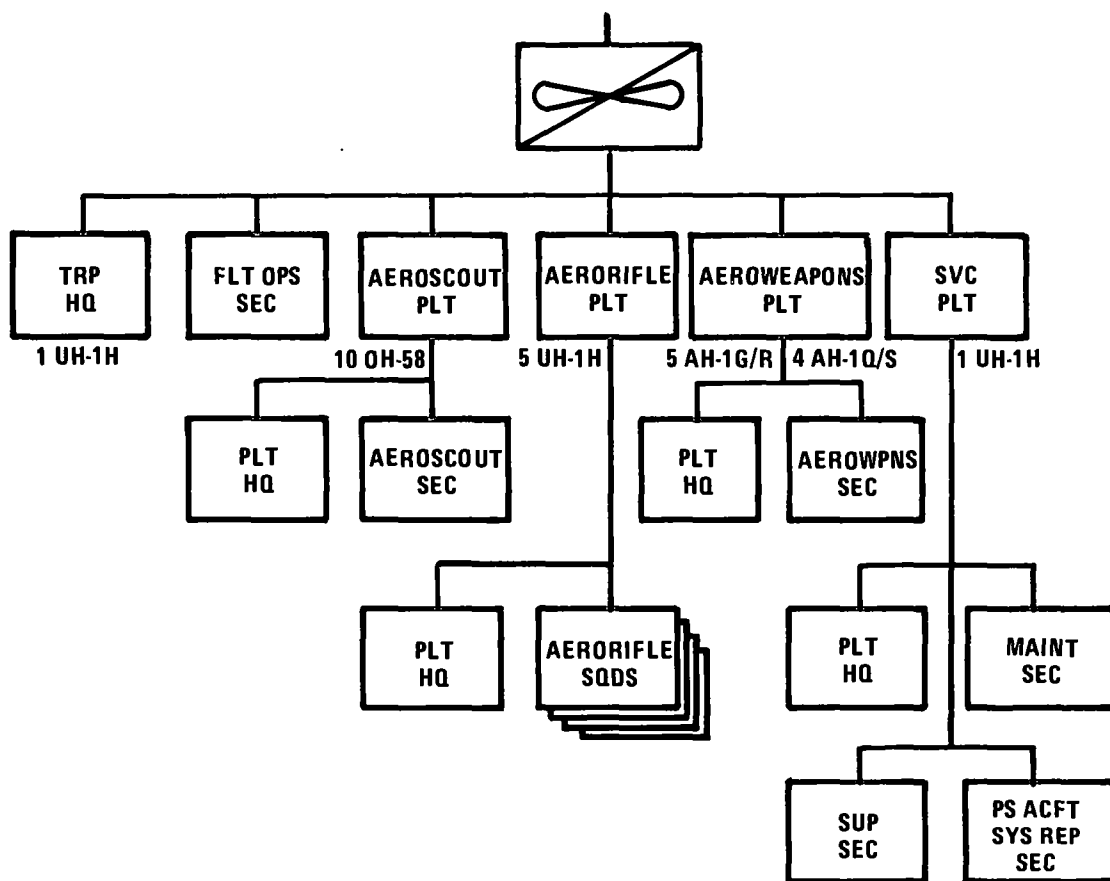 TRP
HQ
FLT OPS
SEC
AEROSCOUT
PLT
AERORIFLE
PLT
AEROWEAPONS
PLT
SVC
PLT
1 UH-1H
10 OH-58
5 UH-1H
5 AH-1G/R
4 AH-1Q/S
1 UH-1H
PLT
HQ
AEROSCOUT
SEC
PLT
HQ
AEROWPNS
SEC
PLT
HQ
AERORIFLE
SQDS
PLT
HQ
MAINT
SEC
SUP
SEC
PS ACFT
SYS REP
SEC